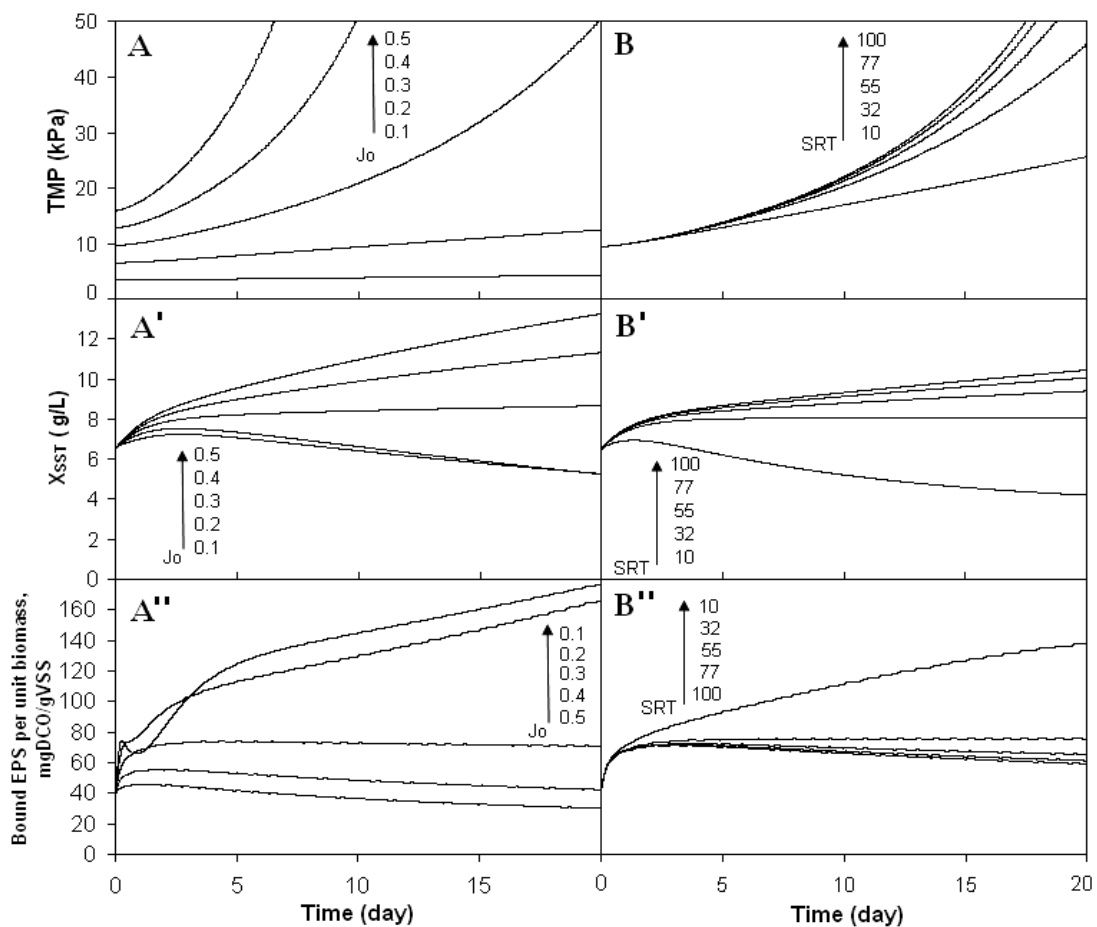 A
50
40
30
20
10
0
TMP (kPa)
0.5
0.4
0.3
0.2
0.1
Jo
B
100
77
55
32
10
SRT
0 5 10 15 20
A'
12
10
8
6
4
2
0
XSST ( g/L)
0.5
0.4
0.3
0.2
0.1
Jo
B'
100
77
55
32
10
SRT
A"
160
140
120
100
80
60
40
20
0
Bound EPS per unit biomass,
mgDCO/gVSS
0.1
0.2
0.3
0.4
0.5
Jo
0 5 10 15
Time (day)
B"
10
32
55
77
100
SRT
0 5 10 15 20
Time (day)